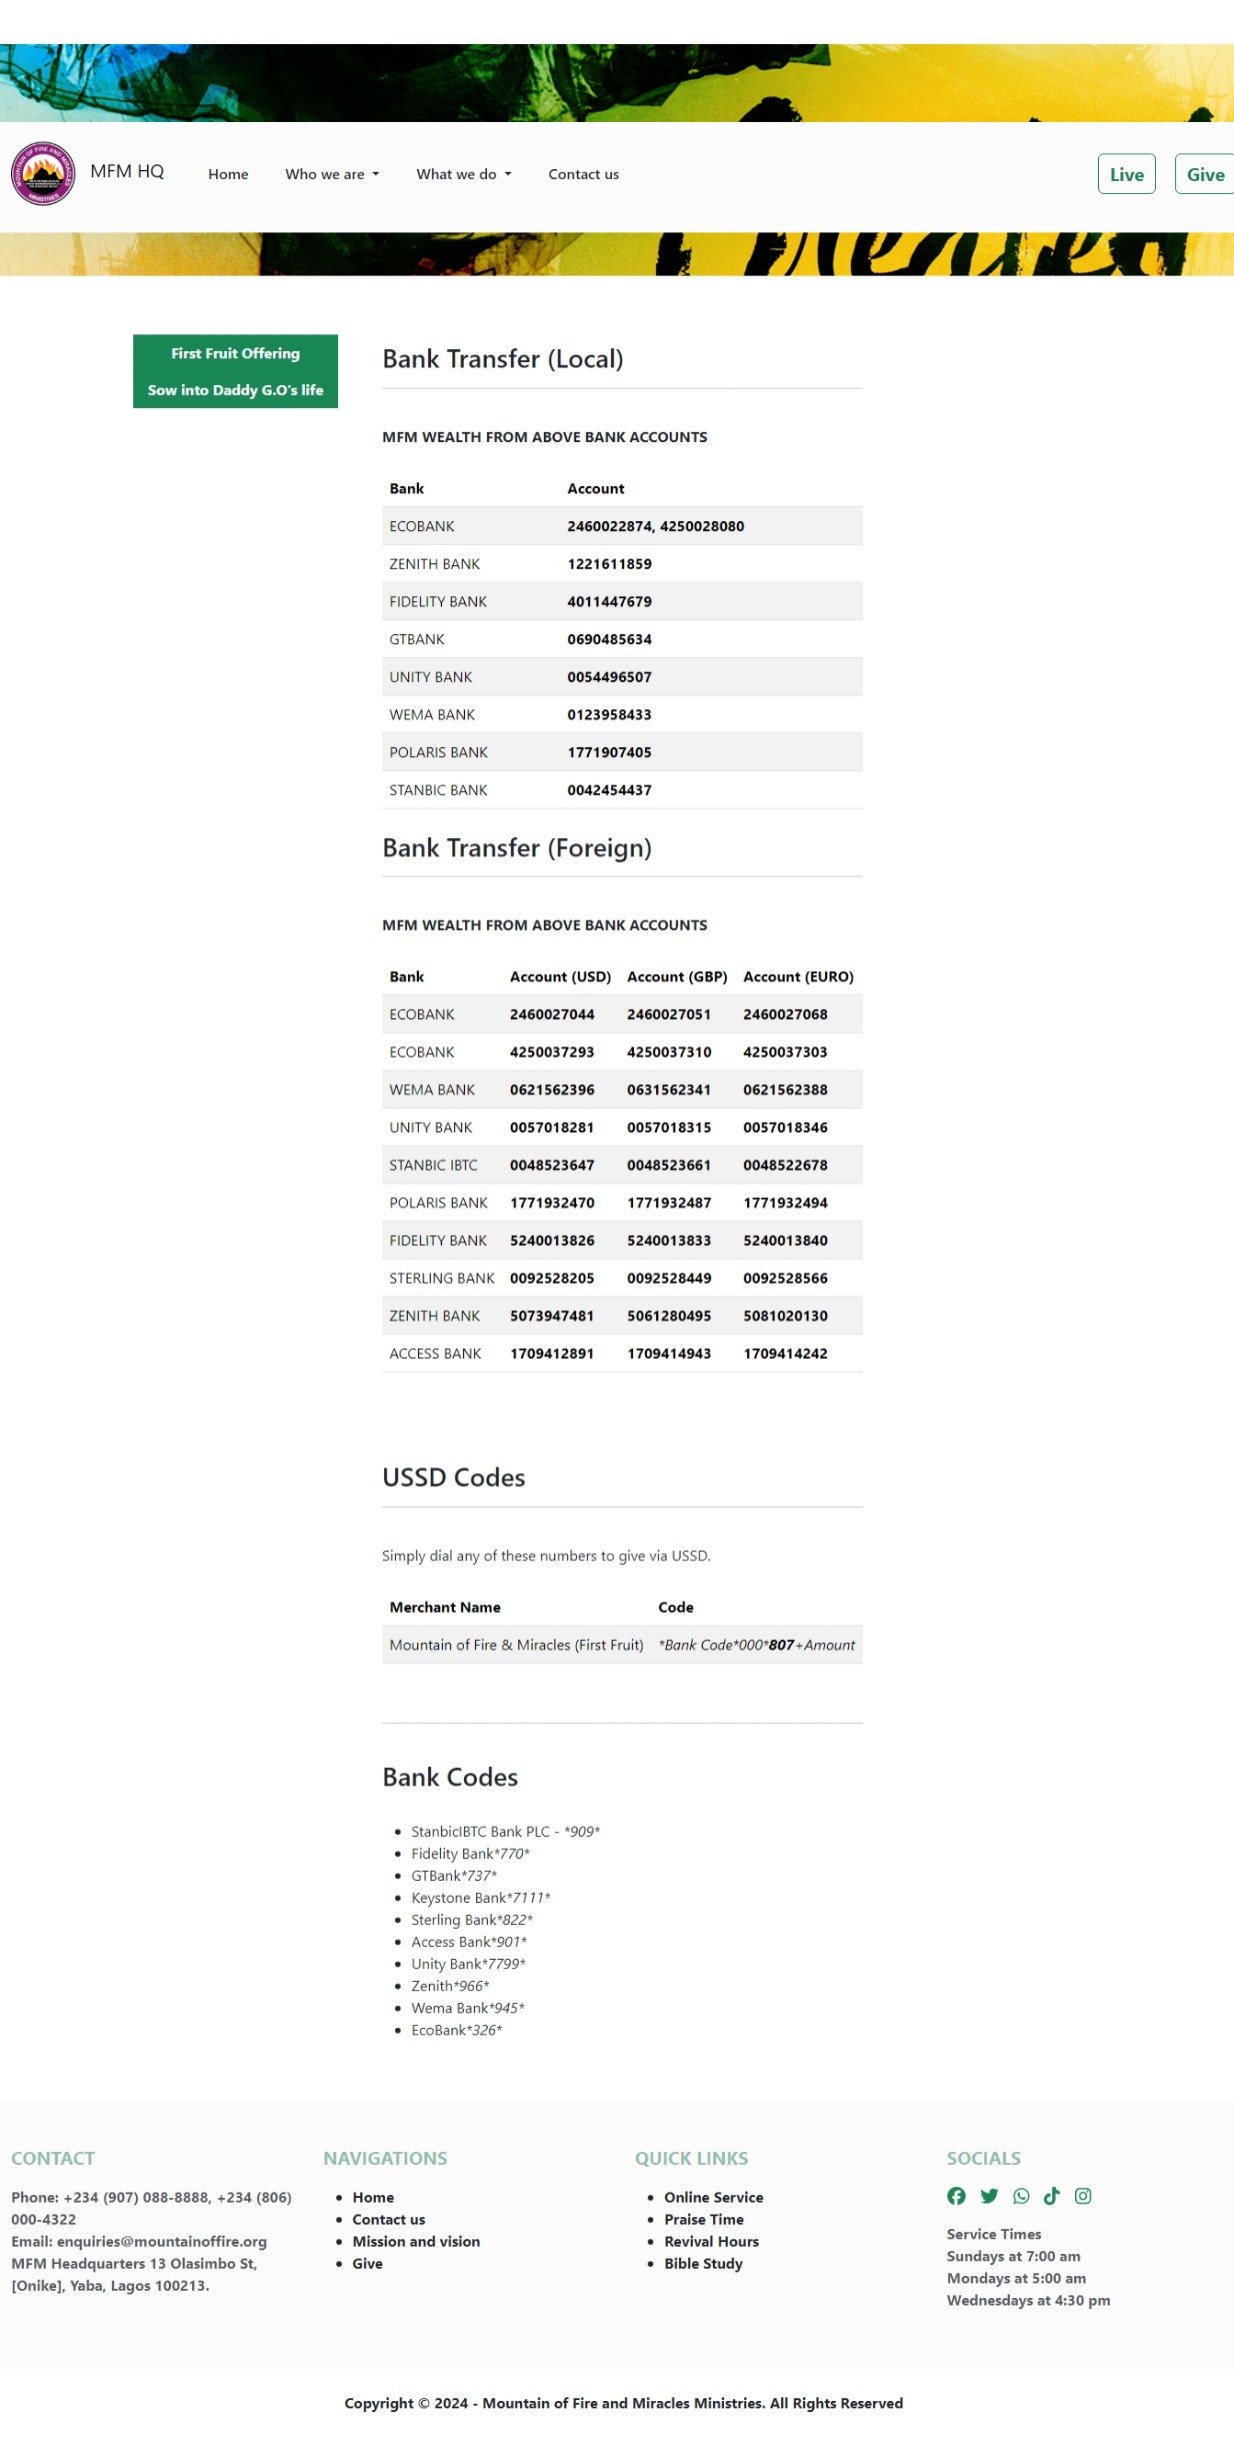 MOUNTAIN OF FIRE AND MIRACLES
MINISTRIES
MFM HQ
Home
Who we are
What we do
Contact us
Live
Give
First Fruit Offering
Sow into Daddy G.O's life
Bank Transfer (Local)
MFM WEALTH FROM ABOVE BANK ACCOUNTS
Bank Account
ECOBANK 2460022874, 4250028080
ZENITH BANK 1221611859
FIDELITY BANK 4011447679
GTBANK 0690485634
UNITY BANK 0054496507
WEMA BANK 0123958433
POLARIS BANK 1771907405
STANBIC BANK 0042454437
Bank Transfer (Foreign)
MFM WEALTH FROM ABOVE BANK ACCOUNTS
Bank Account (USD) Account (GBP) Account (EURO)
ECOBANK 2460027044 2460027051 2460027068
ECOBANK 4250037293 4250037310 4250037303
WEMA BANK 0621562396 0631562341 0621562388
UNITY BANK 0057018281 0057018315 0057018346
STANBIC IBTC 0048523647 0048523661 0048522678
POLARIS BANK 1771932470 1771932487 1771932494
FIDELITY BANK 5240013826 5240013833 5240013840
STERLING BANK 0092528205 0092528449 0092528566
ZENITH BANK 5073947481 5061280495 5081020130
ACCESS BANK 1709412891 1709414943 1709414242
USSD Codes
Simply dial any of these numbers to give via USSD.
Merchant Name Code
Mountain of Fire & Miracles (First Fruit) *Bank Code*000*807+Amount
Bank Codes
• StanbicIBTC Bank PLC - *909*
• Fidelity Bank*770*
• GTBank*737*
• Keystone Bank*7111*
• Sterling Bank*822*
• Access Bank*901*
• Unity Bank*7799*
• Zenith*966*
• Wema Bank*945*
• EcoBank*326*
CONTACT
Phone: +234 (907) 088-8888, +234 (806)
000-4322
Email: enquiries@mountainoffire.org
MFM Headquarters 13 Olasimbo St,
[Onike], Yaba, Lagos 100213.
NAVIGATIONS
• Home
• Contact us
• Mission and vision
• Give
QUICK LINKS
• Online Service
• Praise Time
• Revival Hours
• Bible Study
SOCIALS
Service Times
Sundays at 7:00 am
Mondays at 5:00 am
Wednesdays at 4:30 pm
Copyright © 2024 - Mountain of Fire and Miracles Ministries. All Rights Reserved